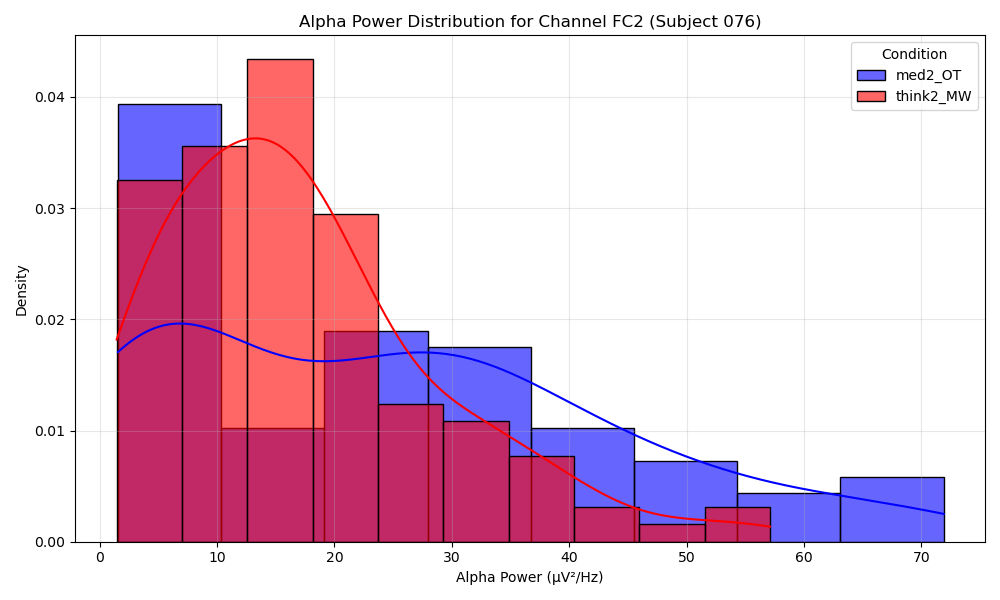 Alpha Power Distribution for Channel FC2 (Subject 076)
Condition
med2_OT
think2_MW
Density
0.04
0.03
0.02
0.01
0.00
0 10 20 30 40 50 60 70
Alpha Power (µV²/Hz)